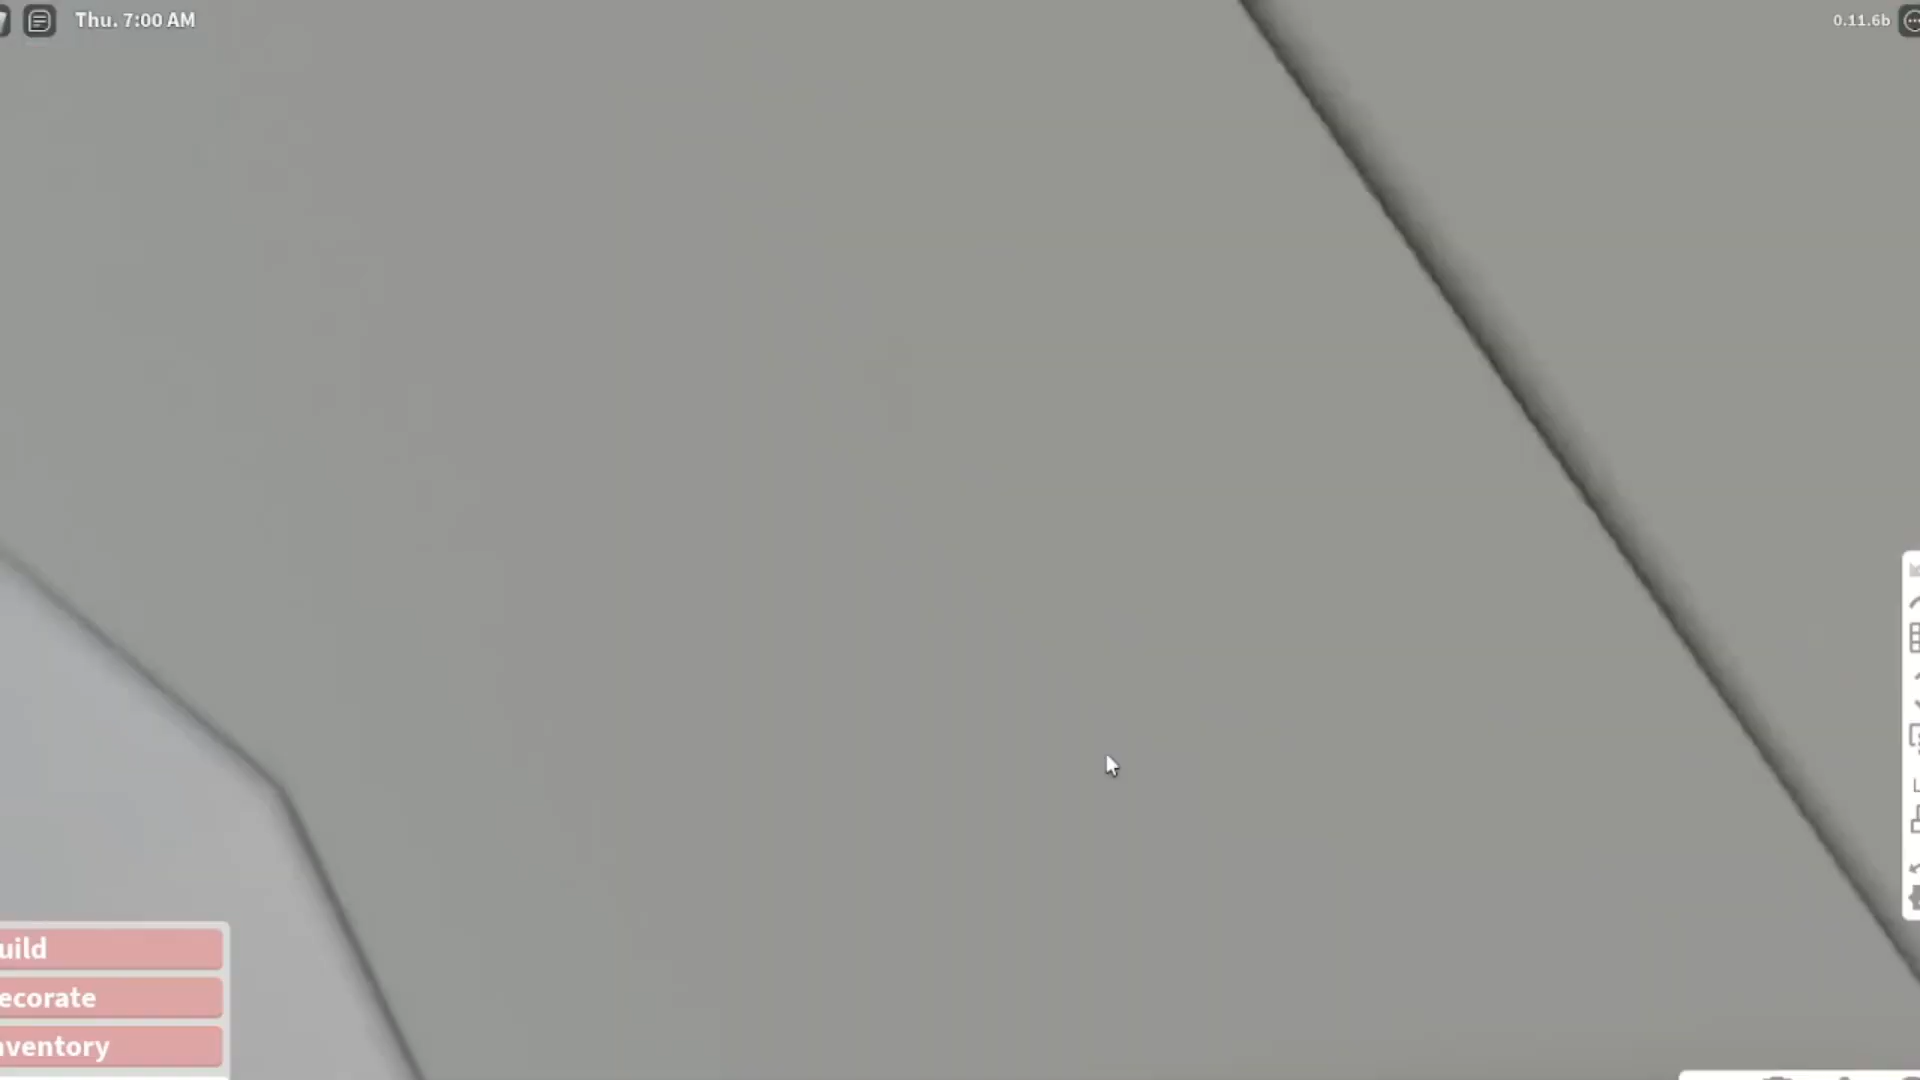 Thu. 7:00 AM
0.11.6b
uild
ecorate
nventory